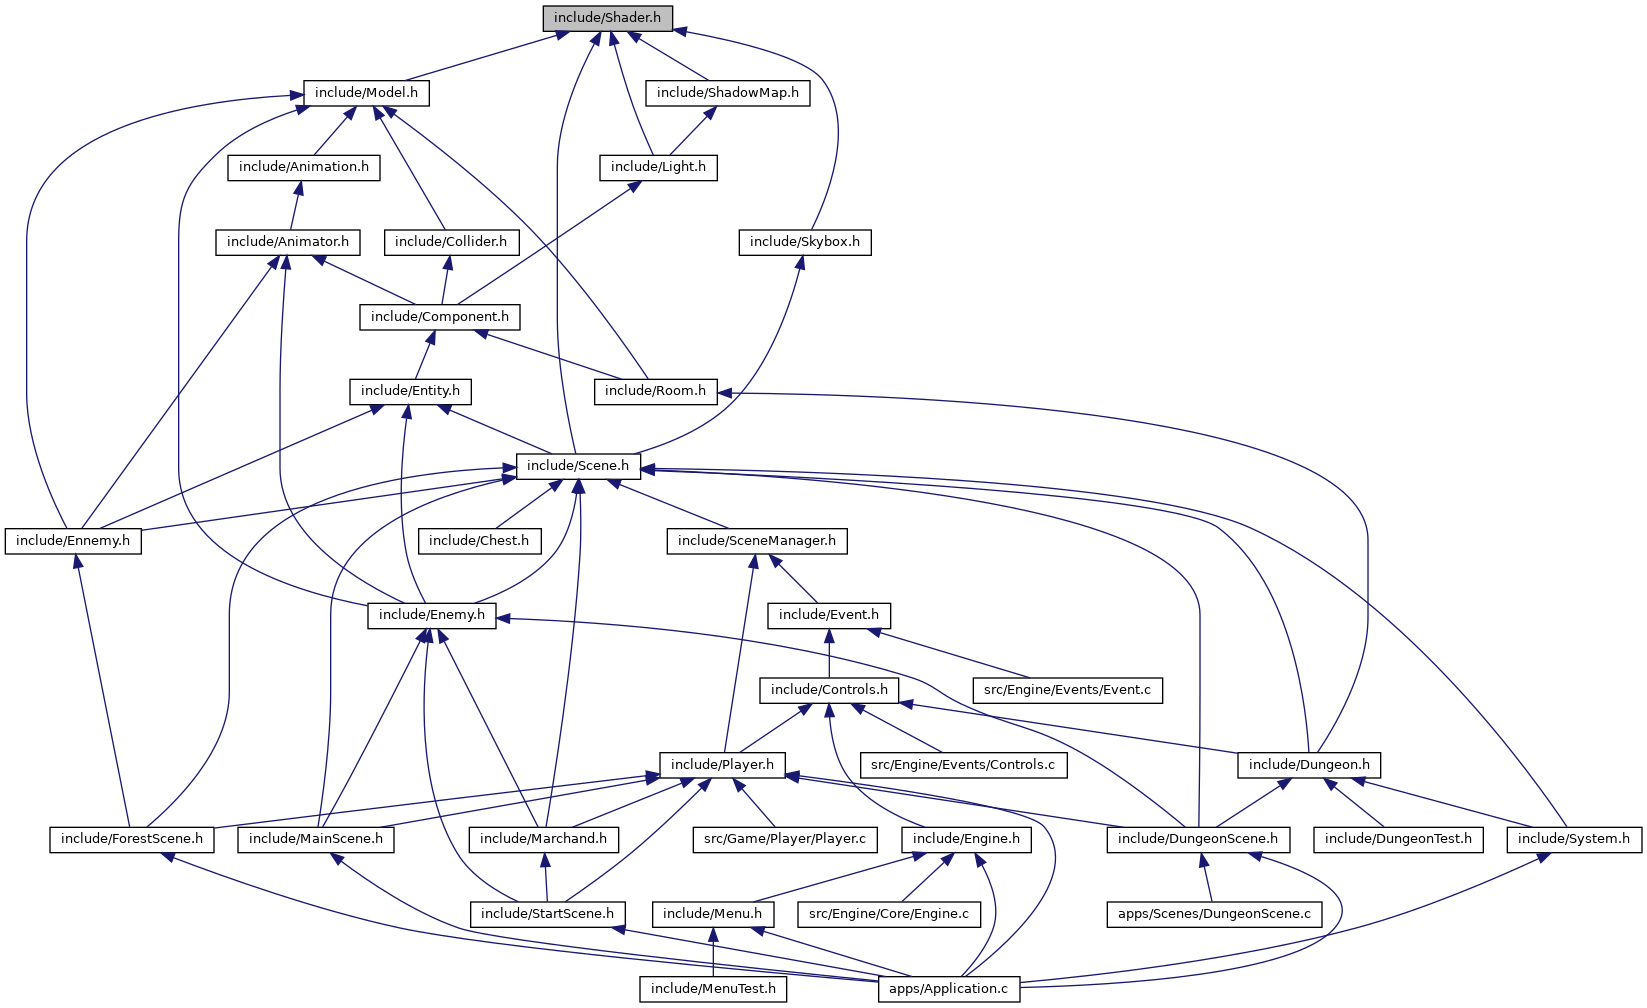 include/Shader.h
include/Model.h
include/ShadowMap.h
include/Animation.h
include/Light.h
include/Animator.h
include/Collider.h
include/Skybox.h
include/Component.h
include/Entity.h
include/Room.h
include/Scene.h
include/Ennemy.h
include/Chest.h
include/SceneManager.h
include/Enemy.h
include/Event.h
include/Controls.h
src/Engine/Events/Event.c
include/Player.h
src/Engine/Events/Controls.c
include/Dungeon.h
include/ForestScene.h
include/MainScene.h
include/Marchand.h
src/Game/Player/Player.c
include/Engine.h
include/DungeonScene.h
include/DungeonTest.h
include/System.h
include/StartScene.h
include/Menu.h
src/Engine/Core/Engine.c
apps/Scenes/DungeonScene.c
include/MenuTest.h
apps/Application.c